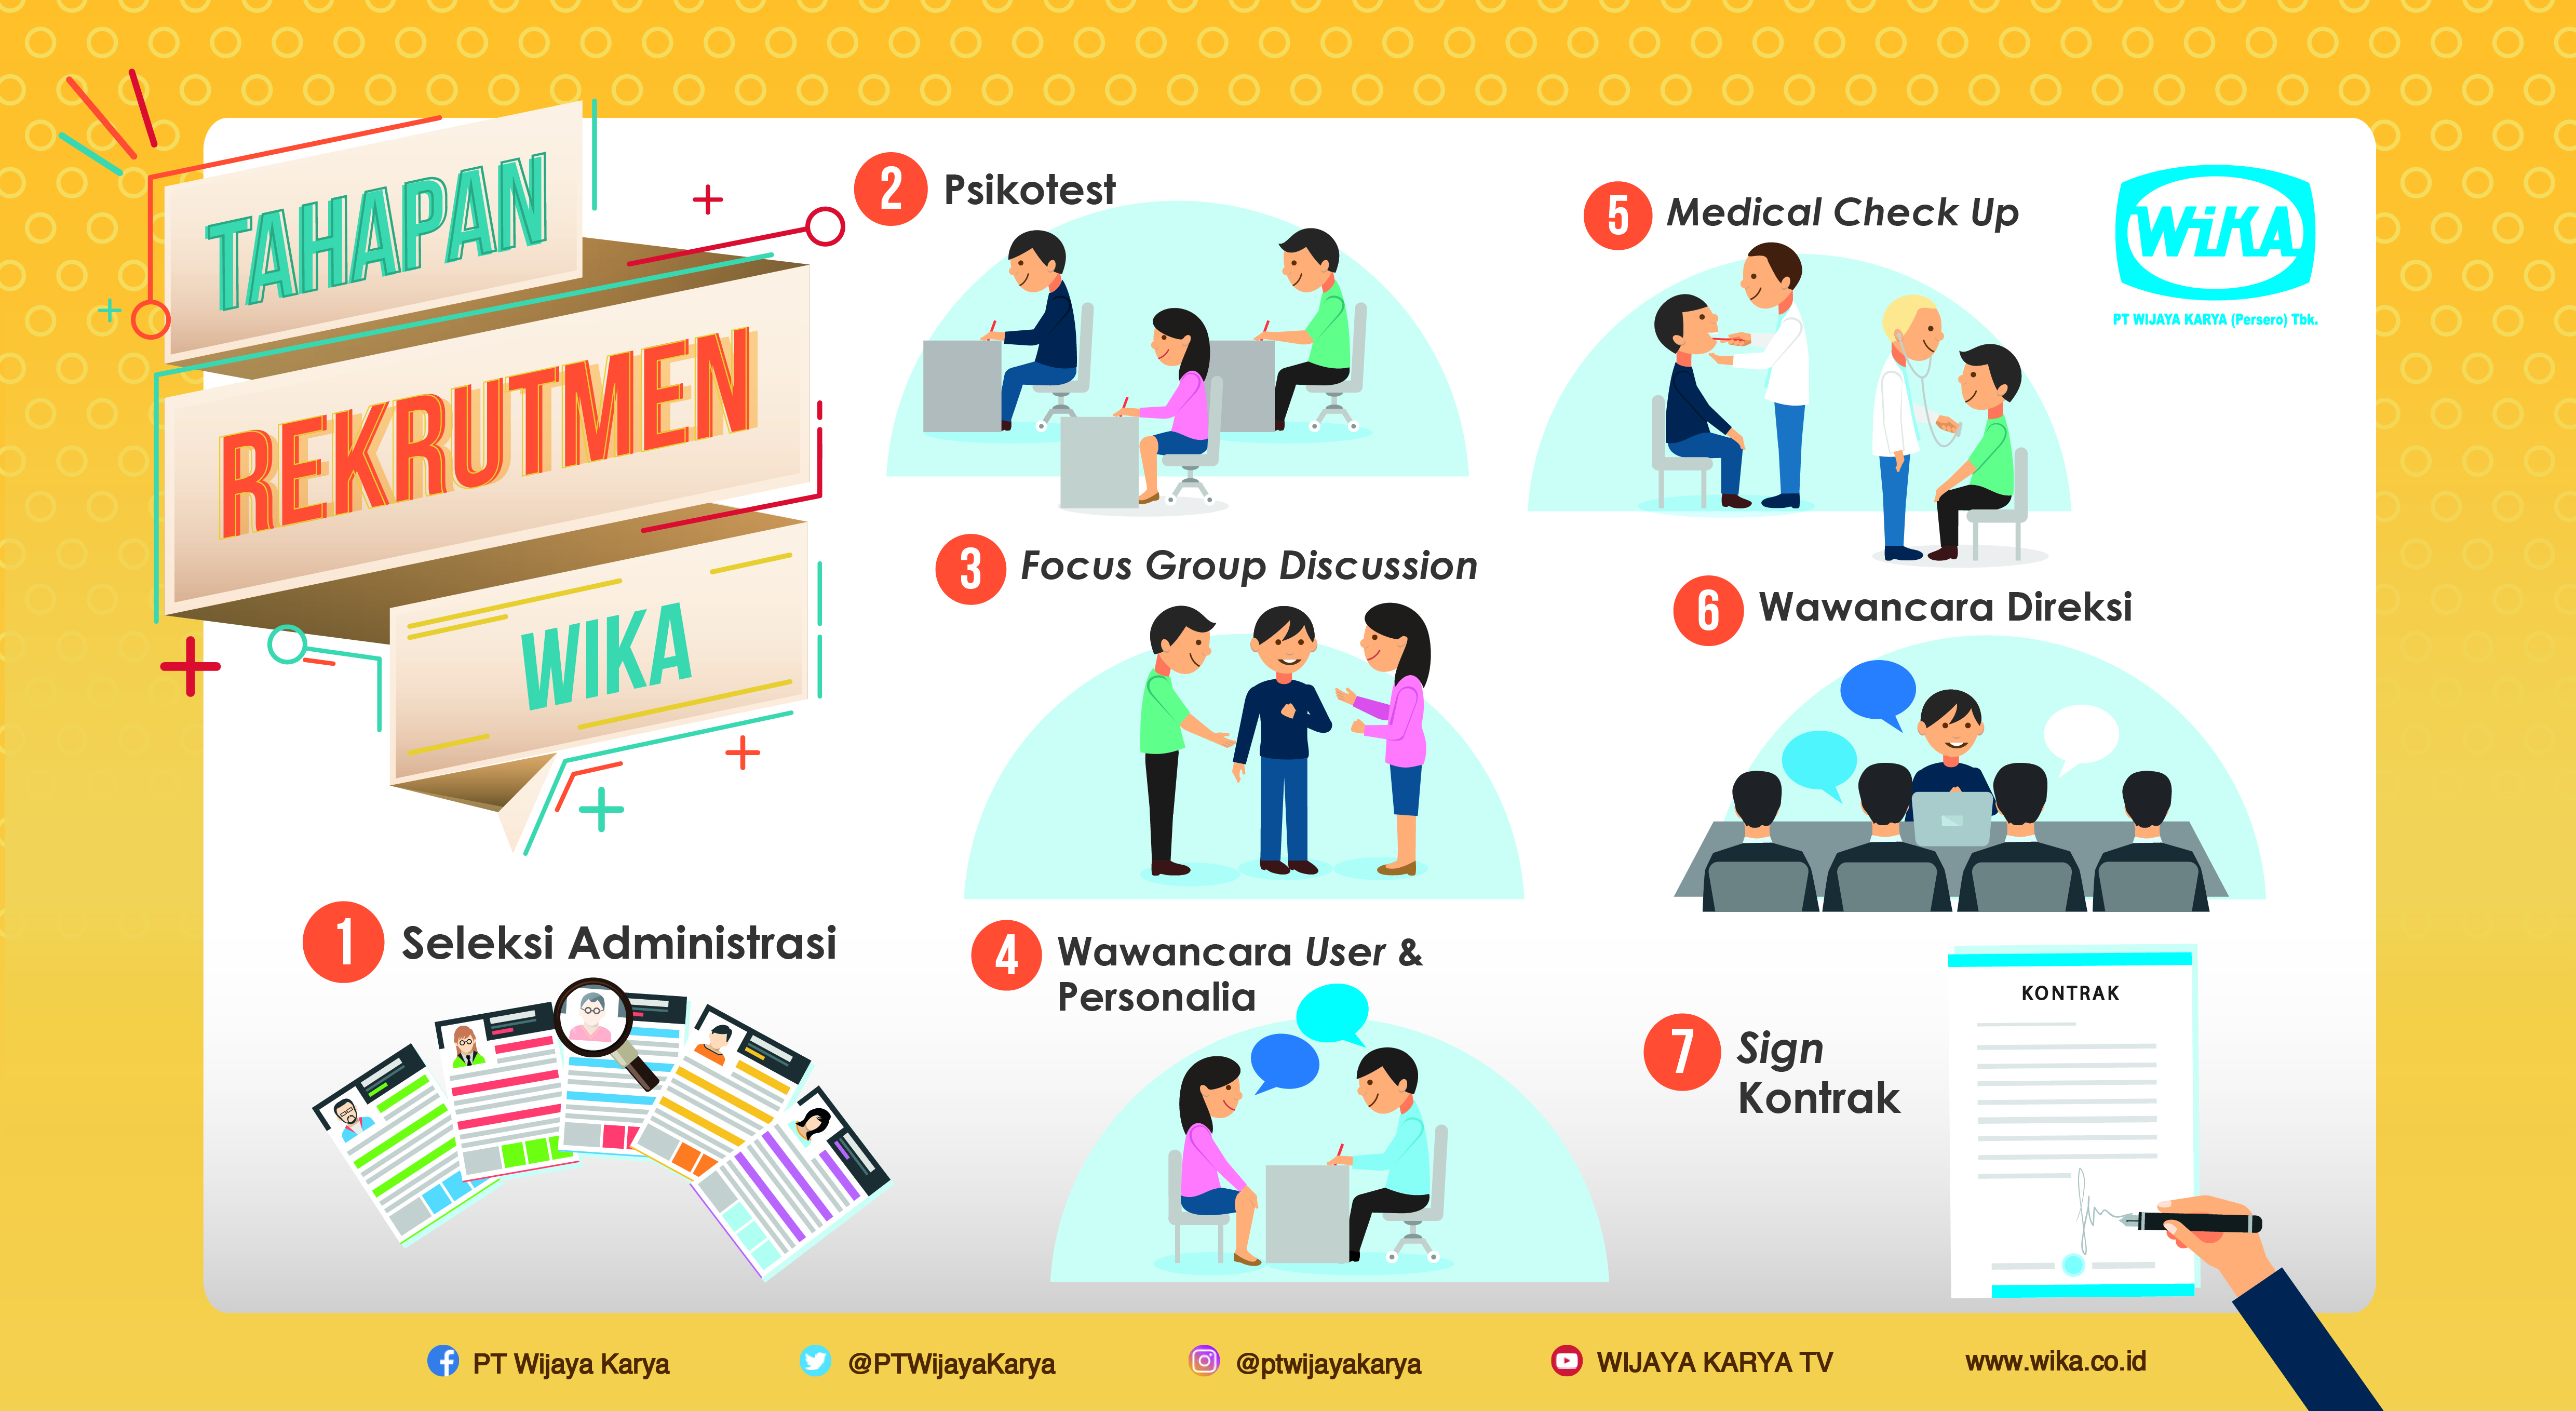 TAHAPAN
REKRUTMEN
WIKA
1 Seleksi Administrasi
2 Psikotest
3 Focus Group Discussion
4 Wawancara User &
Personalia
5 Medical Check Up
6 Wawancara Direksi
7 Sign
Kontrak
KONTRAK
WiKA
PT WIJAYA KARYA (Persero) Tbk.
PT Wijaya Karya
@PTWijayaKarya
@ptwijayakarya
WIJAYA KARYA TV
www.wika.co.id